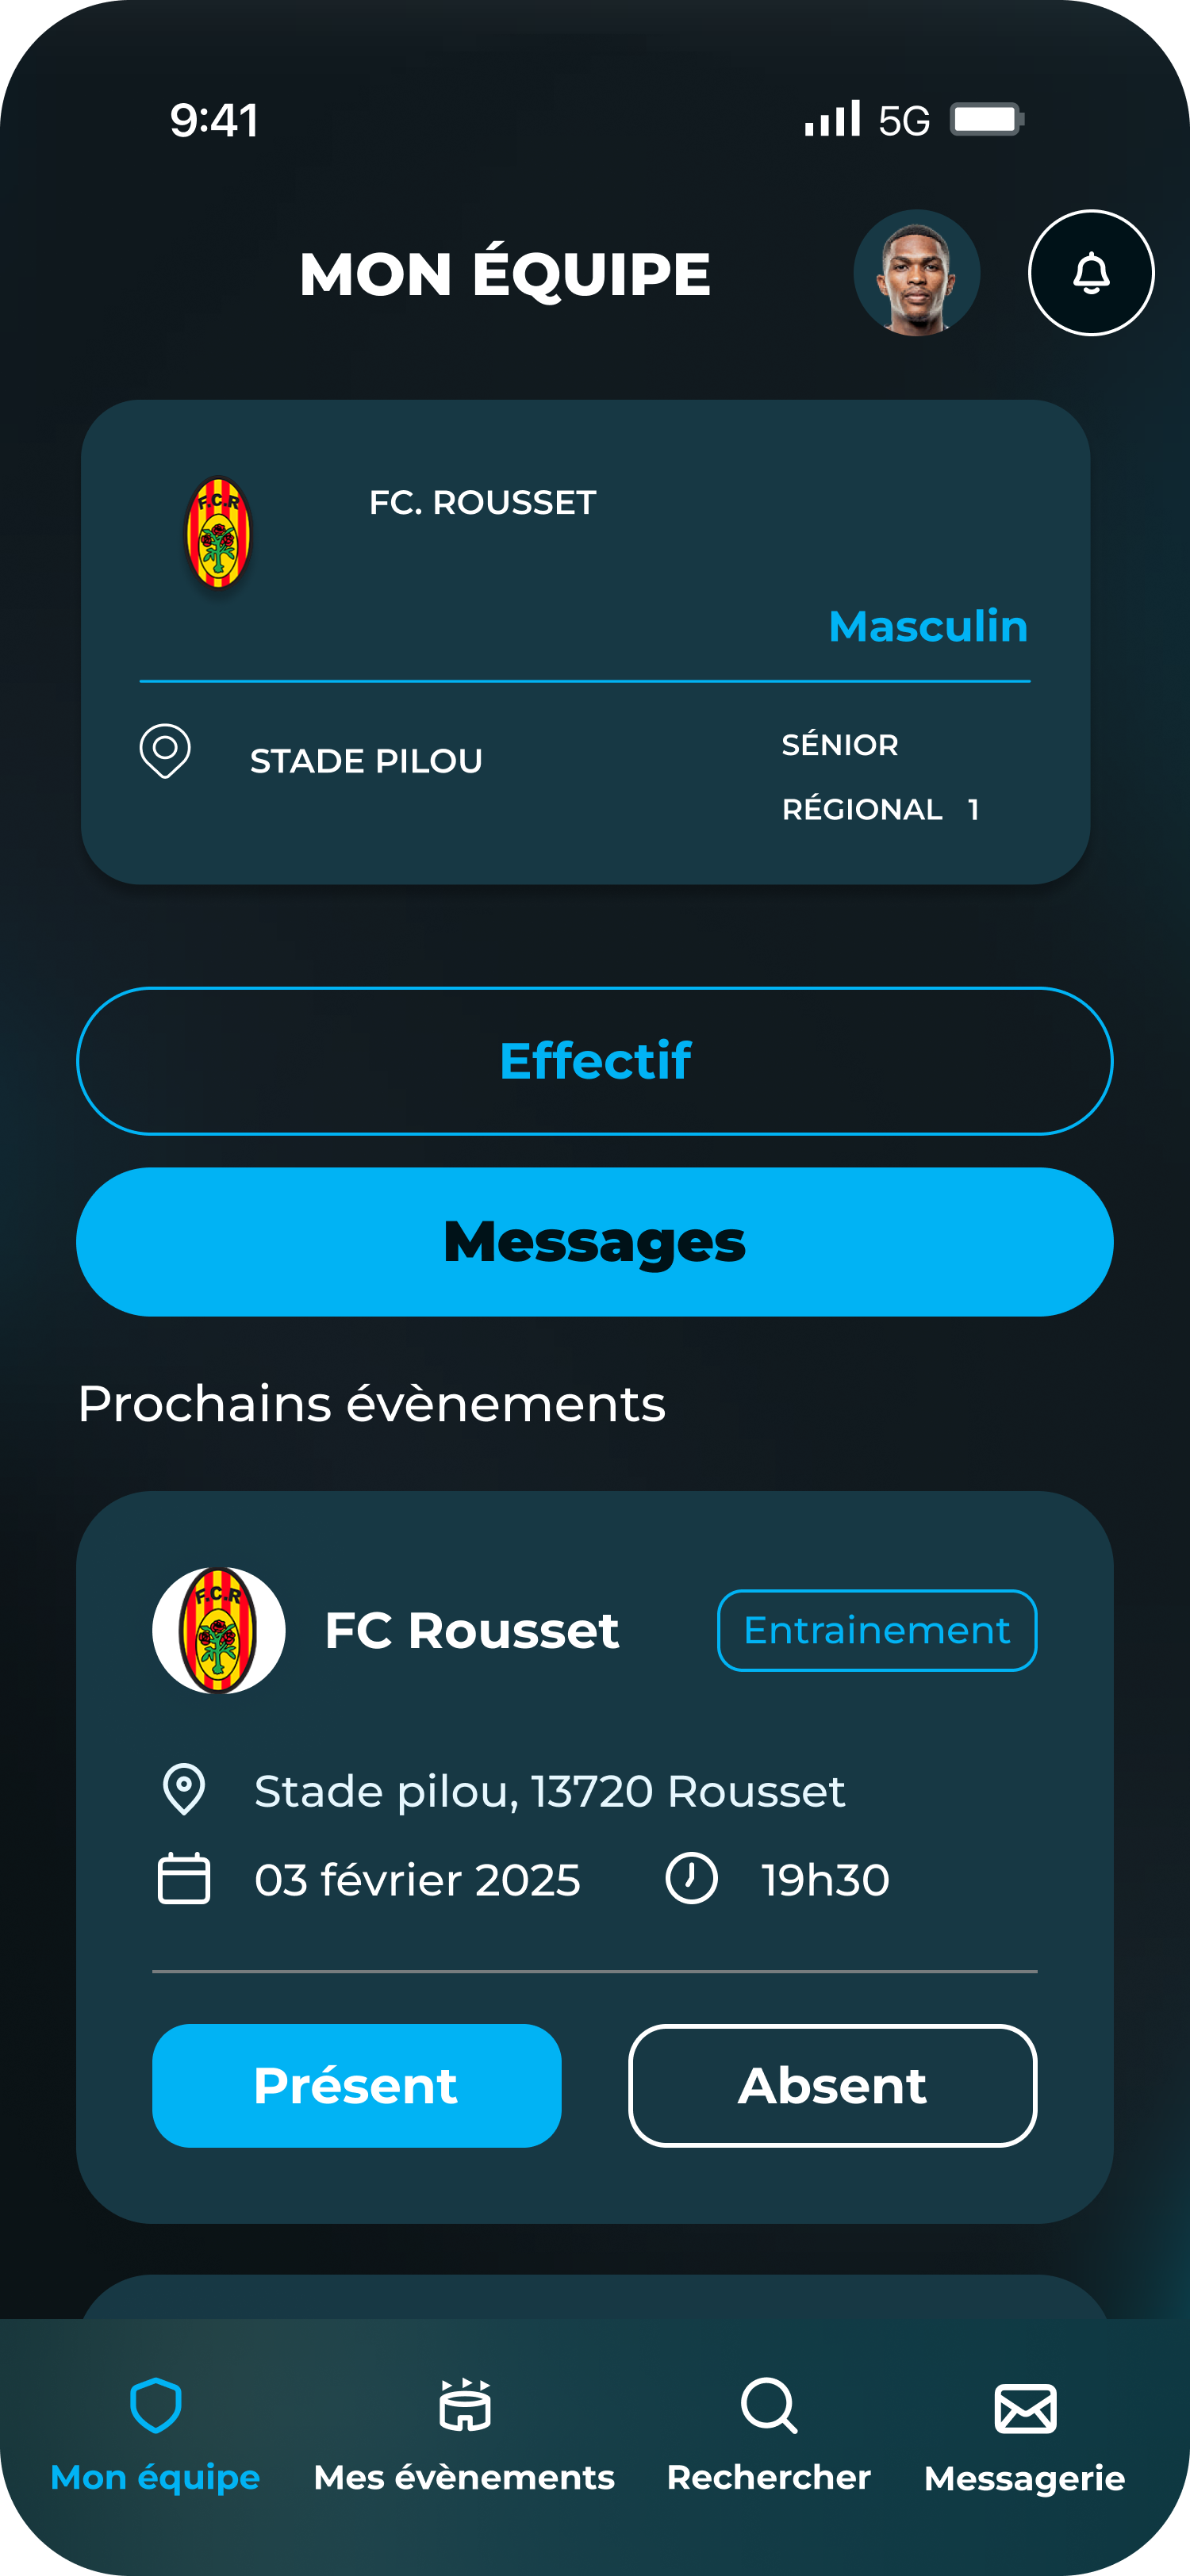 9:41 5G
MON ÉQUIPE
F.C.R
FC. ROUSSET
Masculin
STADE PILOU
SÉNIOR
RÉGIONAL 1
Effectif
Messages
Prochains évènements
F.C.R
FC Rousset
Entrainement
Stade pilou, 13720 Rousset
03 février 2025 19h30
Présent Absent
Mon équipe Mes évènements Rechercher Messagerie